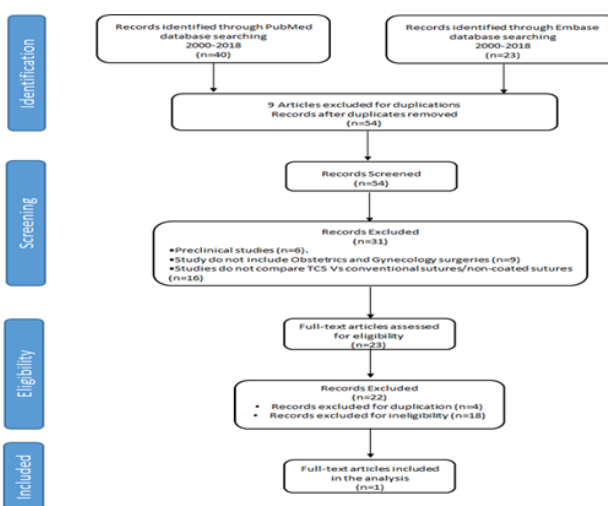 Identification
Records identified through PubMed
database searching
2000-2018
(n=40)
Records identified through Embase
database searching
2000-2018
(n=23)
9 Articles excluded for duplications
Records after duplicates removed
(n=54)
Screening
Records Screened
(n=54)
Records Excluded
(n=31)
•Preclinical studies (n=6).
•Study do not include Obstetrics and Gynecology surgeries (n=9)
•Studies do not compare TCS Vs conventional sutures/non-coated sutures
(n=16)
Eligibility
Full-text articles assessed
for eligibility
(n=23)
Records Excluded
(n=22)
• Records excluded for duplication (n=4)
• Records excluded for ineligibility (n=18)
Included
Full-text articles included
in the analysis
(n=1)